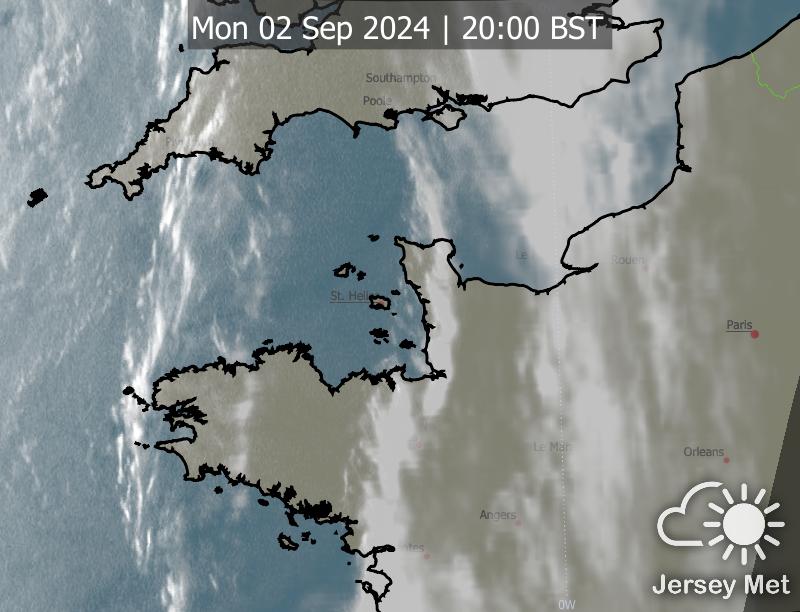 Mon 02 Sep 2024 | 20:00 BST
Southampton
Poole
Le
Rouen
St. Helier
Paris
Le Mans
Orleans
Angers
0W
Jersey Met